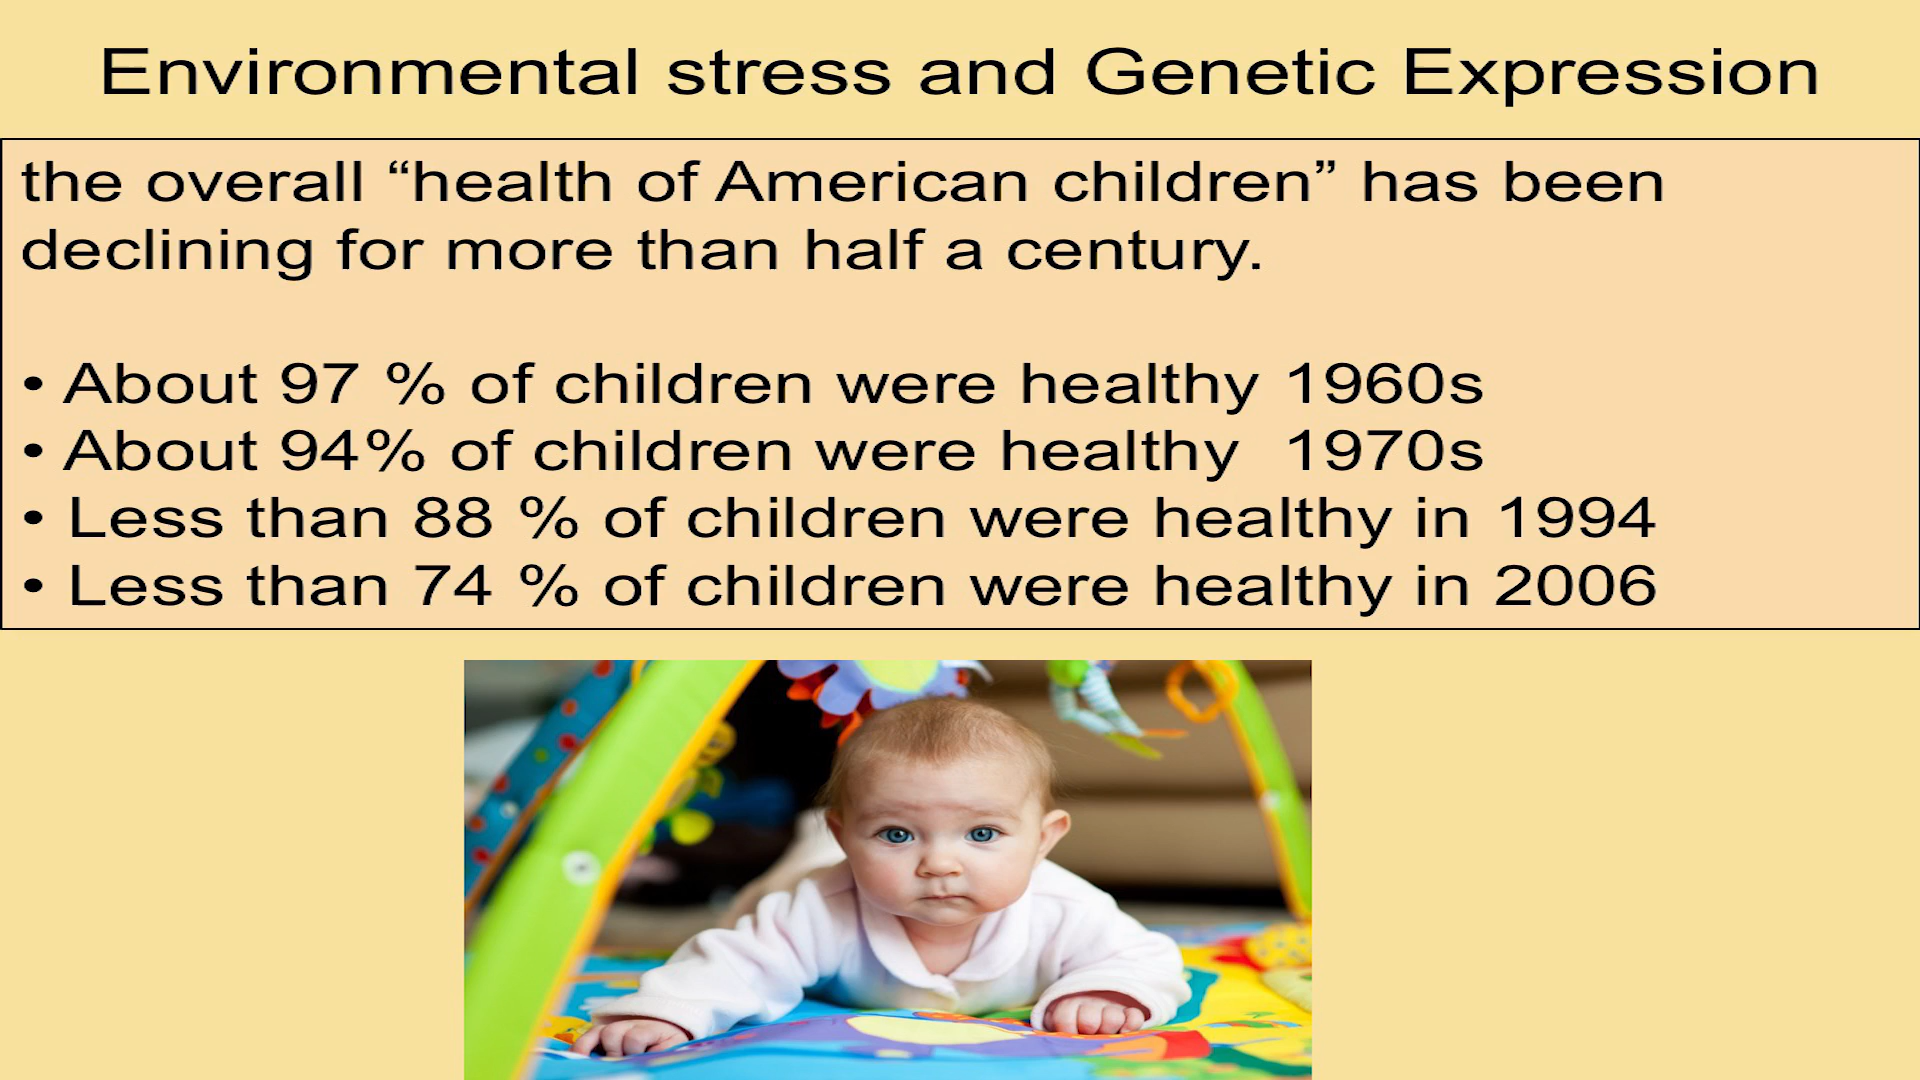 Environmental stress and Genetic Expression
the overall “health of American children” has been
declining for more than half a century.
• About 97 % of children were healthy 1960s
• About 94% of children were healthy  1970s
• Less than 88 % of children were healthy in 1994
• Less than 74 % of children were healthy in 2006